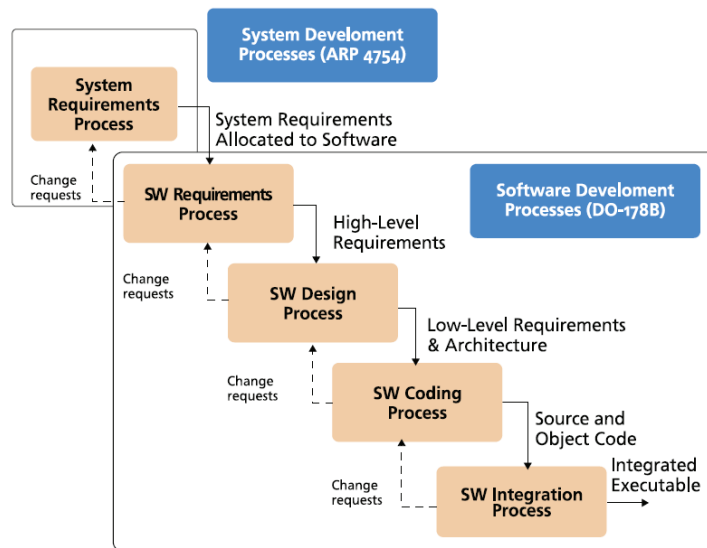 System Develoment
Processes (ARP 4754)
System
Requirements
Process
System Requirements
Allocated to Software
Change
requests
SW Requirements
Process
Software Develoment
Processes (DO-178B)
High-Level
Requirements
Change
requests
SW Design
Process
Low-Level Requirements
& Architecture
Change
requests
SW Coding
Process
Source and
Object Code
Integrated
Executable
Change
requests
SW Integration
Process